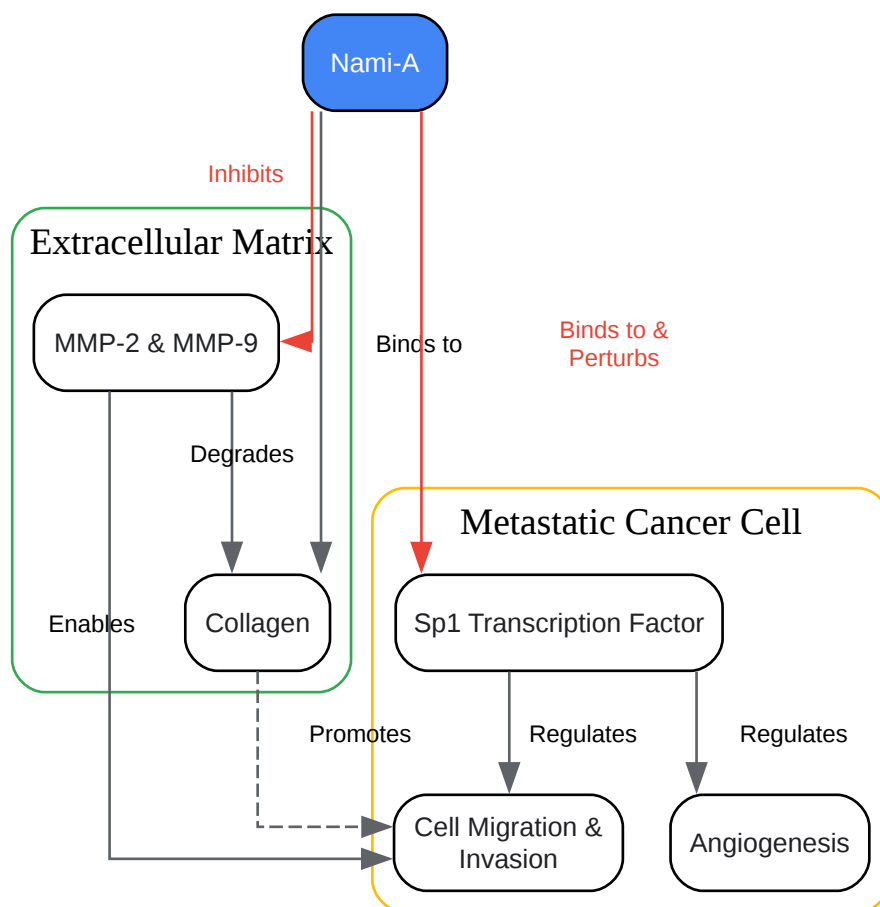 Nami-A
Inhibits
Extracellular Matrix
MMP-2 & MMP-9
Binds to
Binds to &
Perturbs
Degrades
Metastatic Cancer Cell
Enables
Collagen
Sp1 Transcription Factor
Promotes
Regulates
Regulates
Cell Migration &
Invasion
Angiogenesis